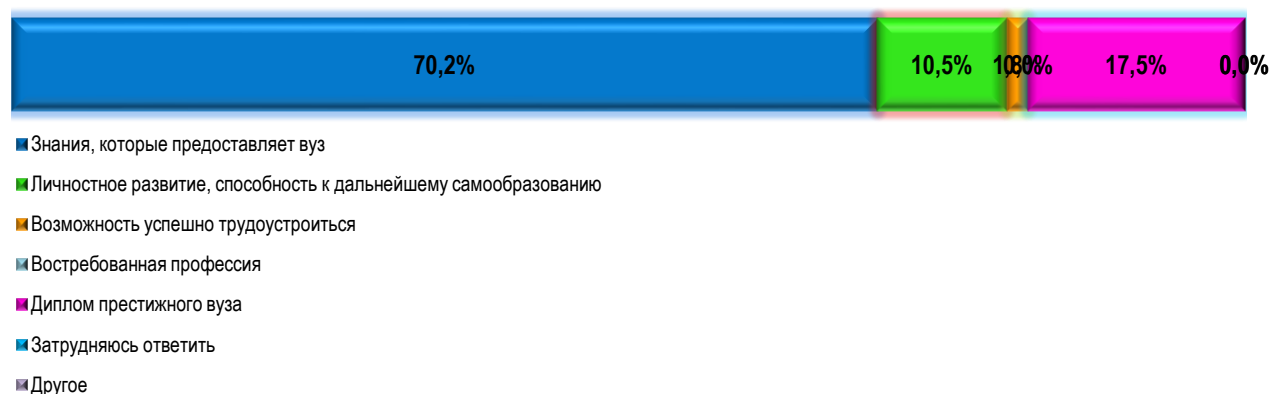 70,2% 10,5% 17,5% 0,0%
Знания, которые предоставляет вуз
Личностное развитие, способность к дальнейшему самообразованию
Возможность успешно трудоустроиться
Востребованная профессия
Диплом престижного вуза
Затрудняюсь ответить
Другое